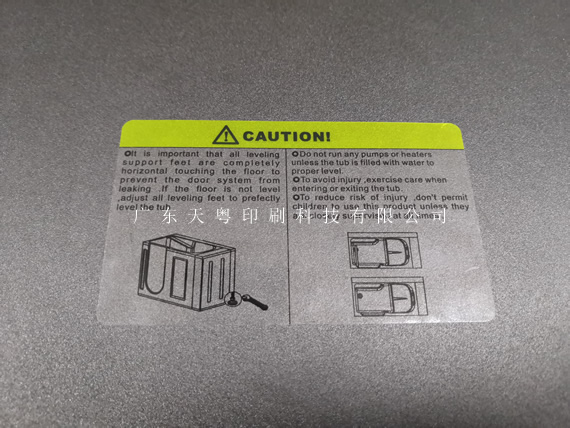 CAUTION!
It is important that all leveling
support feet are completely
horizontal touching the floor to
prevent the door system from
leaking .If the floor is not level
,adjust all leveling feet to prefectly
level the tub.
Do not run any pumps or heaters
unless the tub is filled with water to
proper level.
To avoid injury ,exercise care when
entering or exiting the tub.
To reduce risk of injury ,don't permit
children to use this product unless they
are closly supervised at all times.
广东天粤印刷科技有限公司